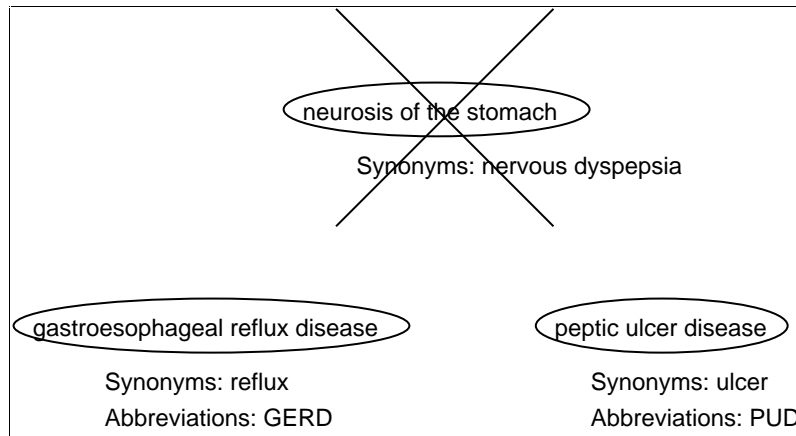 neurosis of the stomach
Synonyms: nervous dyspepsia
gastroesophageal reflux disease
Synonyms: reflux
Abbreviations: GERD
peptic ulcer disease
Synonyms: ulcer
Abbreviations: PUD